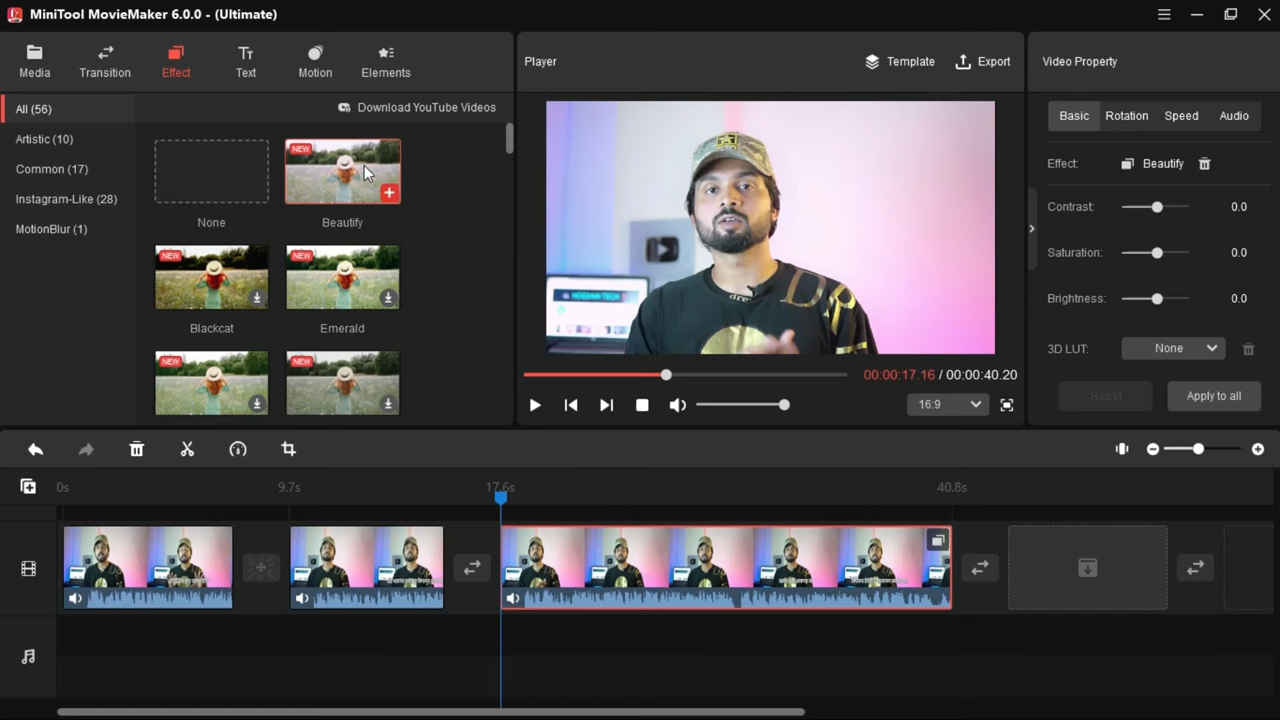 MiniTool MovieMaker 6.0.0 - (Ultimate)
Media
Transition
Effect
Text
Motion
Elements
Player
Template
Export
Video Property
All (56)
Artistic (10)
Common (17)
Instagram-Like (28)
MotionBlur (1)
Download YouTube Videos
None
NEW
Beautify
NEW
Blackcat
NEW
Emerald
NEW
NEW
HOSSAIN TECH
Basic
Rotation
Speed
Audio
Effect:
Beautify
Contrast:
0.0
Saturation:
0.0
Brightness:
0.0
3D LUT:
None
Reset
Apply to all
00:00:17.16 / 00:00:40.20
16:9
0s
9.7s
17.6s
40.8s